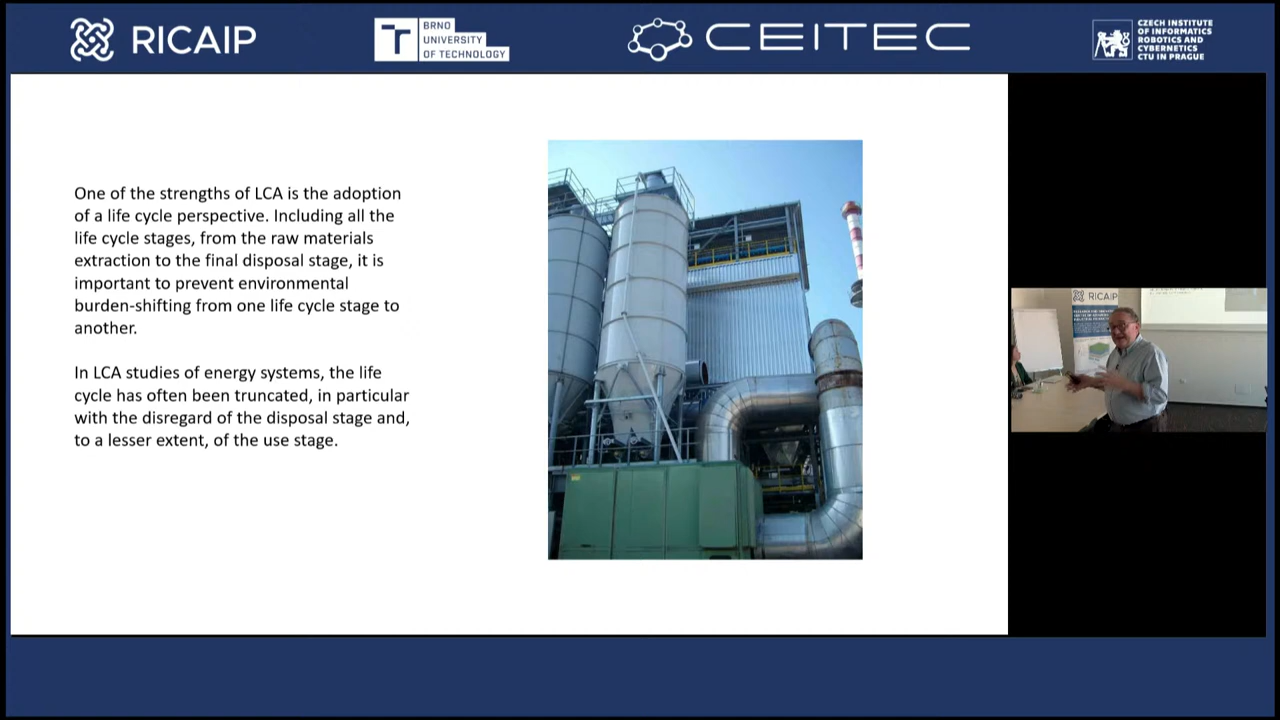 RICAIP
BRNO
UNIVERSITY
OF TECHNOLOGY
CEITEC
CZECH INSTITUTE
OF INFORMATICS
ROBOTICS AND
CYBERNETICS
CTU IN PRAGUE
One of the strengths of LCA is the adoption
of a life cycle perspective. Including all the
life cycle stages, from the raw materials
extraction to the final disposal stage, it is
important to prevent environmental
burden-shifting from one life cycle stage to
another.
In LCA studies of energy systems, the life
cycle has often been truncated, in particular
with the disregard of the disposal stage and,
to a lesser extent, of the use stage.
RICAIP